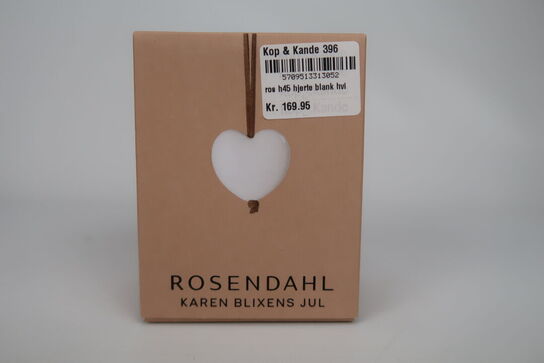 Kop & Kande 396
5709513313052
ros h45 hjerte blank hvi
Kr. 169.95
ROSENDAHL
KAREN BLIXENS JUL